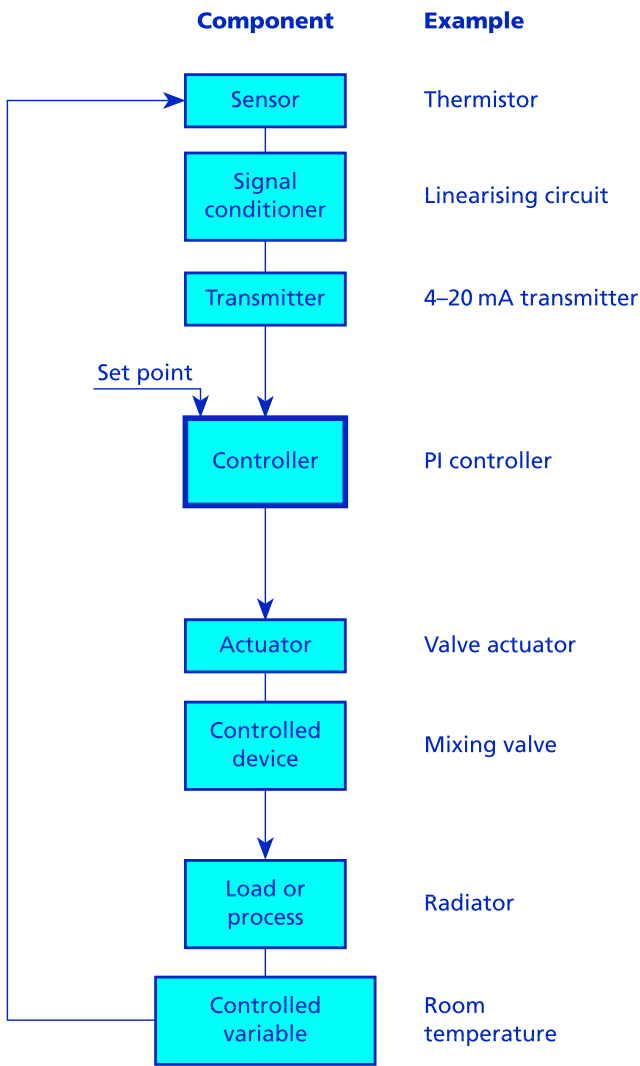 Component Example
Sensor Thermistor
Signal
conditioner
Linearising circuit
Transmitter 4–20 mA transmitter
Set point
Controller PI controller
Actuator Valve actuator
Controlled
device
Mixing valve
Load or
process
Radiator
Controlled
variable
Room
temperature